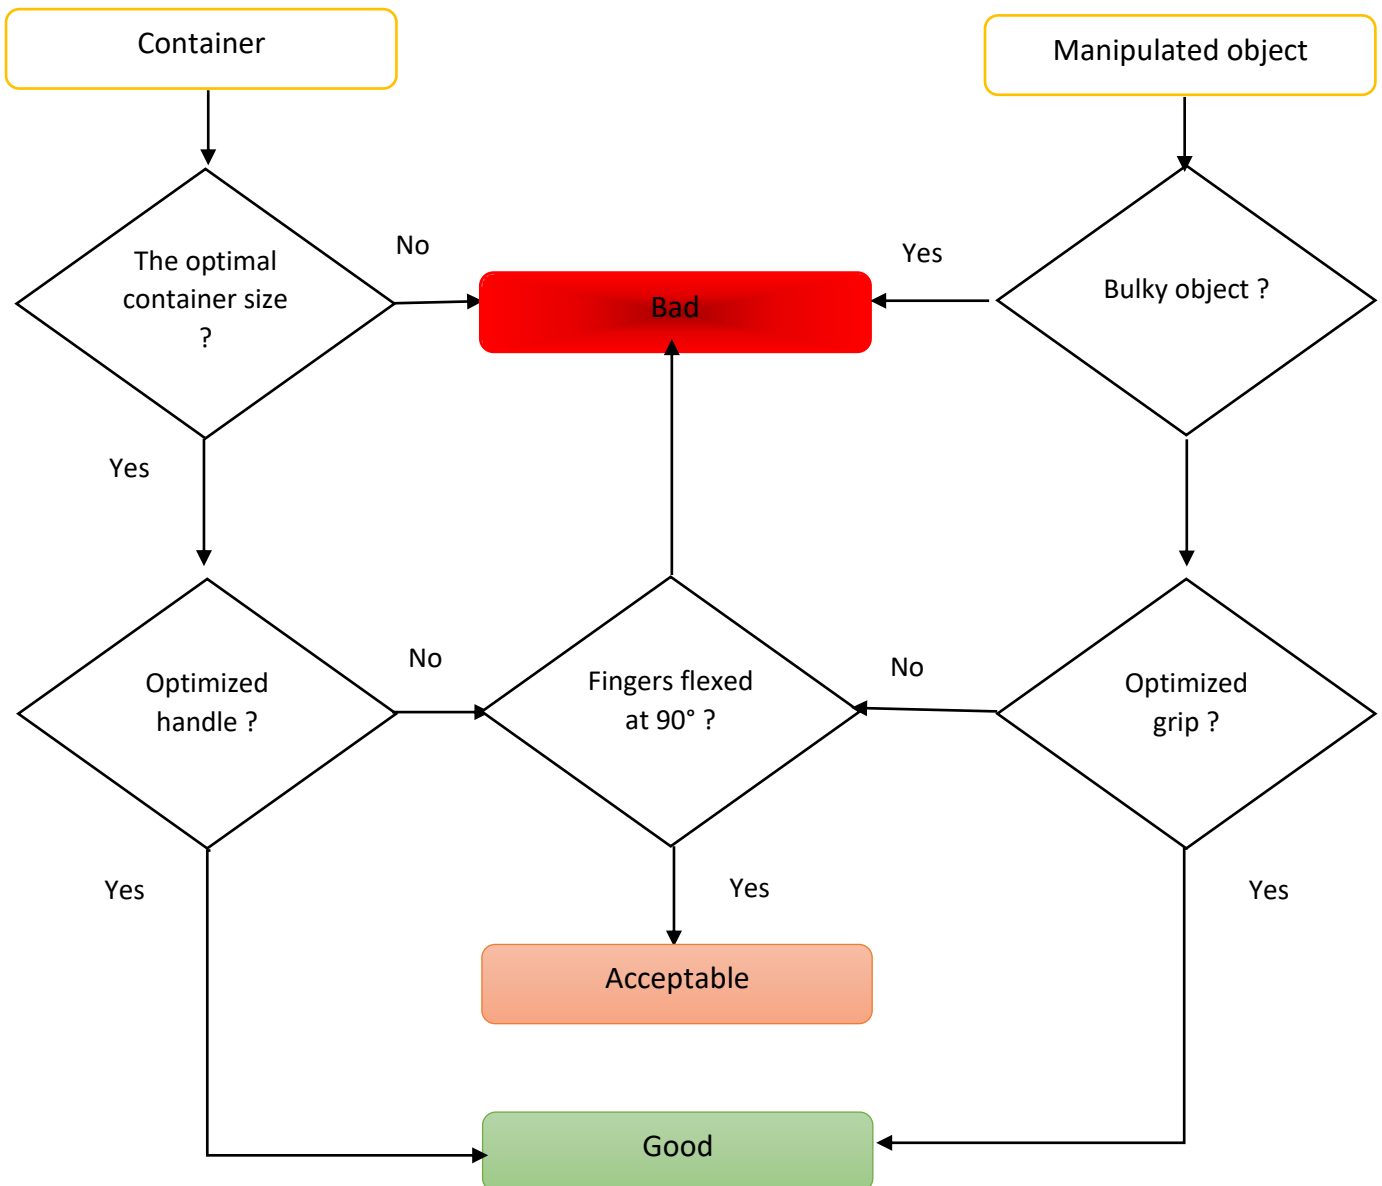 Container
Manipulated object
The optimal
container size
?
No
Bad
Yes
Bulky object ?
Yes
Optimized
handle ?
No
Fingers flexed
at 90° ?
No
Optimized
grip ?
Yes
Yes
Yes
Acceptable
Good